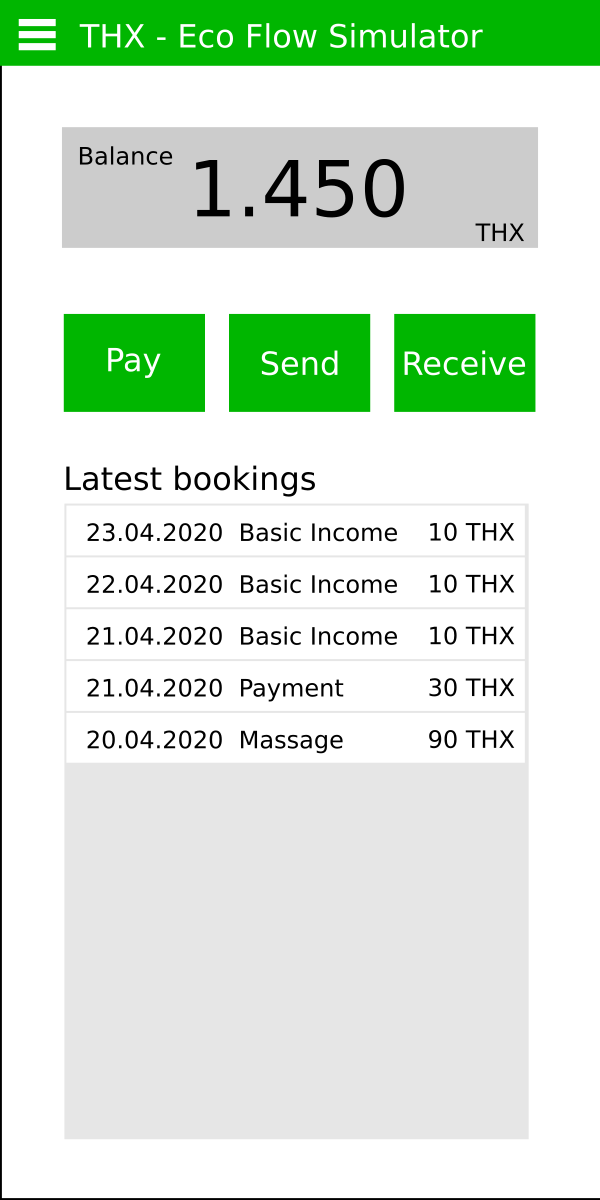 THX - Eco Flow Simulator
Balance
1.450
THX
Pay
Send
Receive
Latest bookings
23.04.2020 Basic Income 10 THX
22.04.2020 Basic Income 10 THX
21.04.2020 Basic Income 10 THX
21.04.2020 Payment 30 THX
20.04.2020 Massage 90 THX